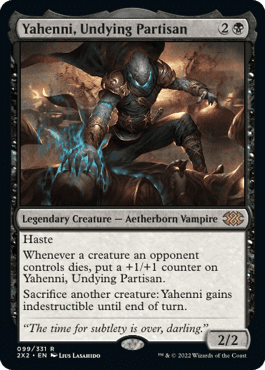 Yahenni, Undying Partisan 2
Legendary Creature — Aetherborn Vampire
Haste
Whenever a creature an opponent
controls dies, put a +1/+1 counter on
Yahenni, Undying Partisan.
Sacrifice another creature: Yahenni gains
indestructible until end of turn.
"The time for subtlety is over, darling."
2/2
099/331 R
2X2 • EN LIUS LASAHIDO
™ & © 2022 Wizards of the Coast